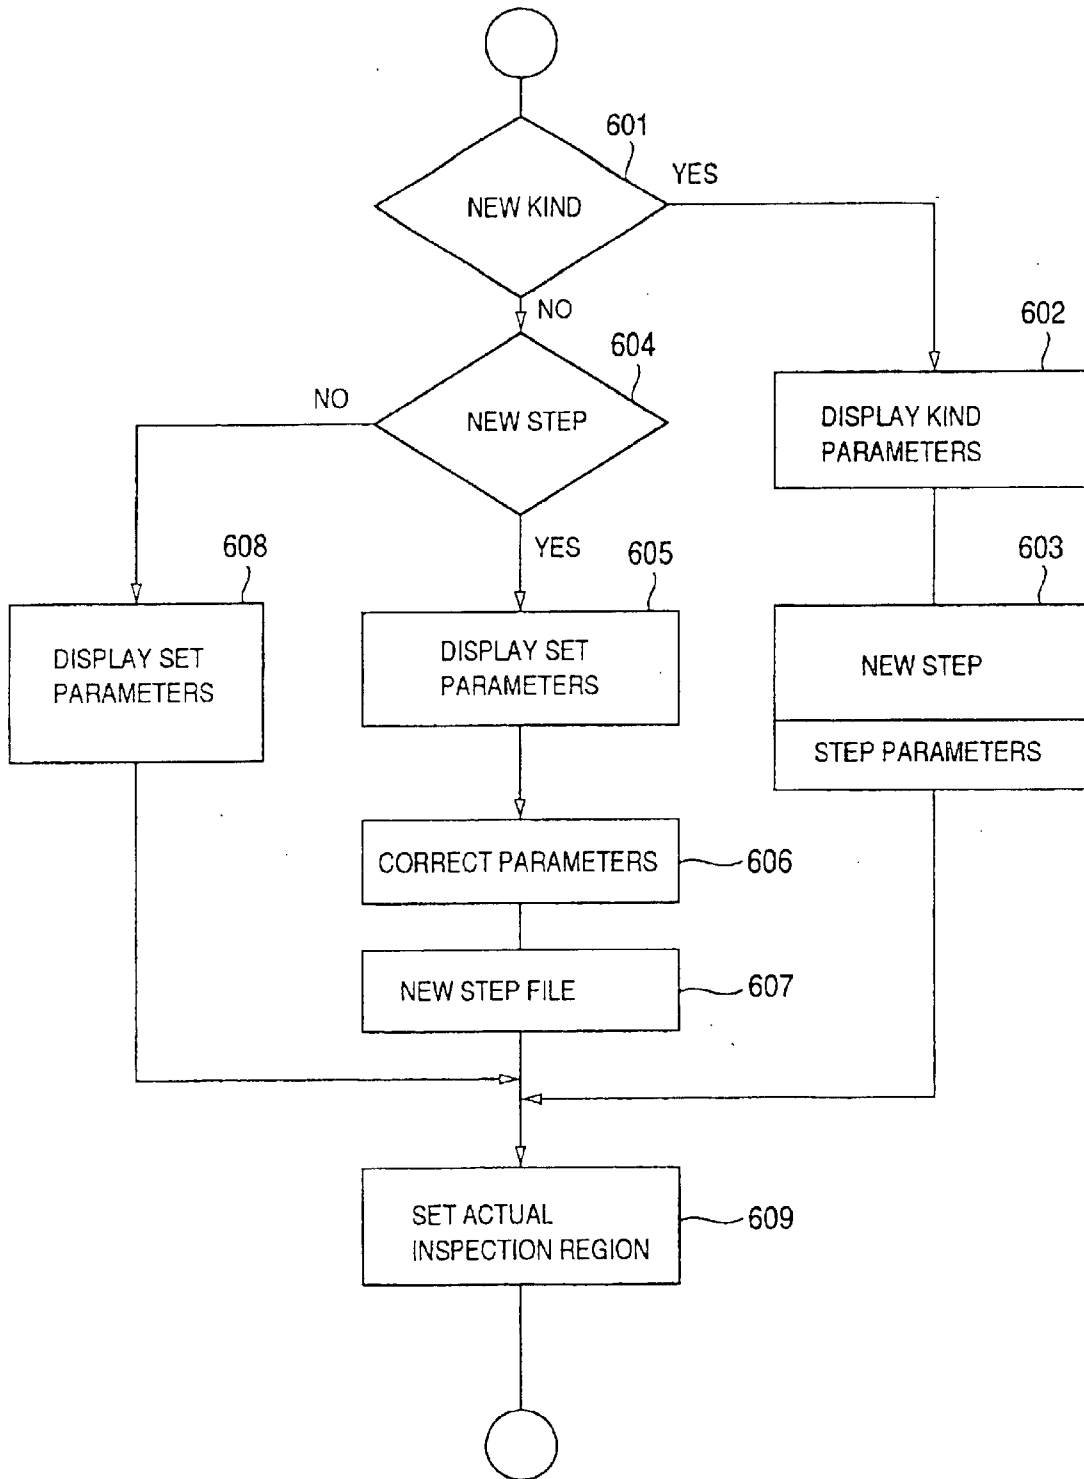 601
YES
NEW KIND
NO
602
604
NO
NEW STEP
DISPLAY KIND
PARAMETERS
YES
608
605
603
DISPLAY SET
PARAMETERS
DISPLAY SET
PARAMETERS
NEW STEP
STEP PARAMETERS
CORRECT PARAMETERS
606
NEW STEP FILE
607
SET ACTUAL
INSPECTION REGION
609